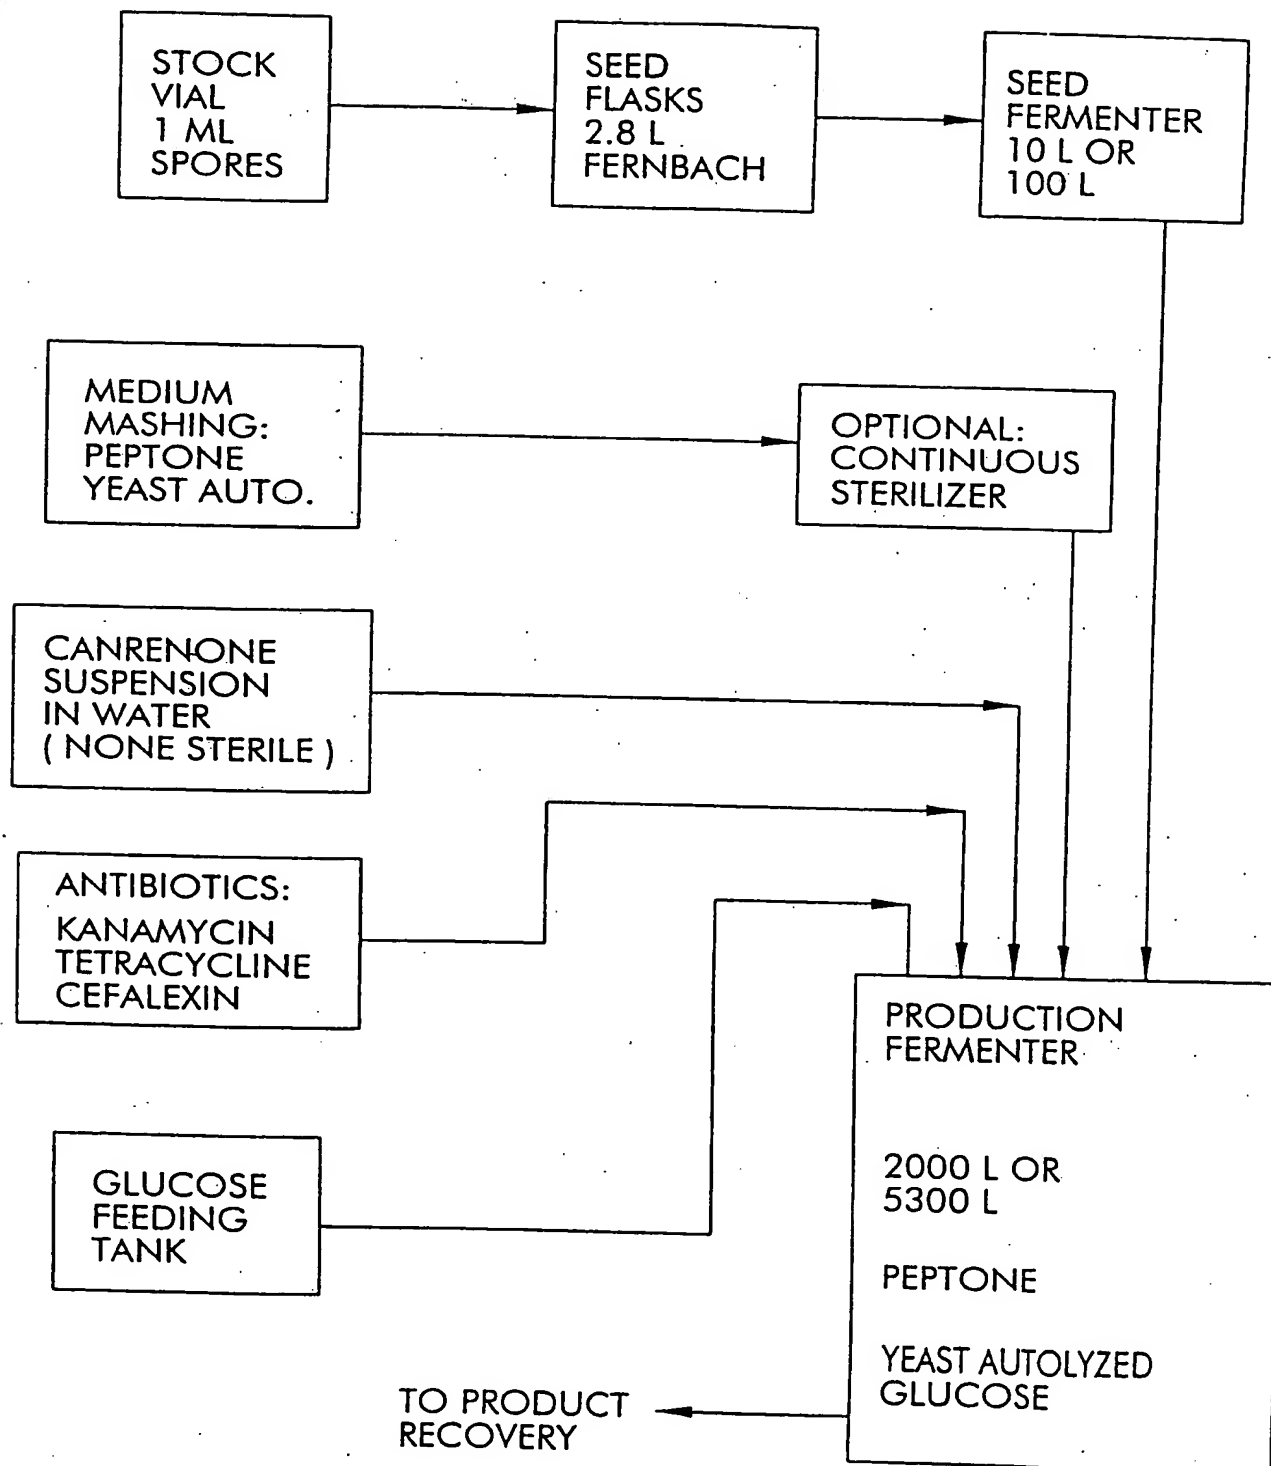 STOCK
VIAL
1 ML
SPORES
SEED
FLASKS
2.8 L
FERNBACH
SEED
FERMENTER
10 L OR
100 L
MEDIUM
MASHING:
PEPTONE
YEAST AUTO.
OPTIONAL:
CONTINUOUS
STERILIZER
CANRENONE
SUSPENSION
IN WATER
( NONE STERILE )
ANTIBIOTICS:
KANAMYCIN
TETRACYCLINE
CEFALEXIN
GLUCOSE
FEEDING
TANK
PRODUCTION
FERMENTER
2000 L OR
5300 L
PEPTONE
YEAST AUTOLYZED
GLUCOSE
TO PRODUCT
RECOVERY